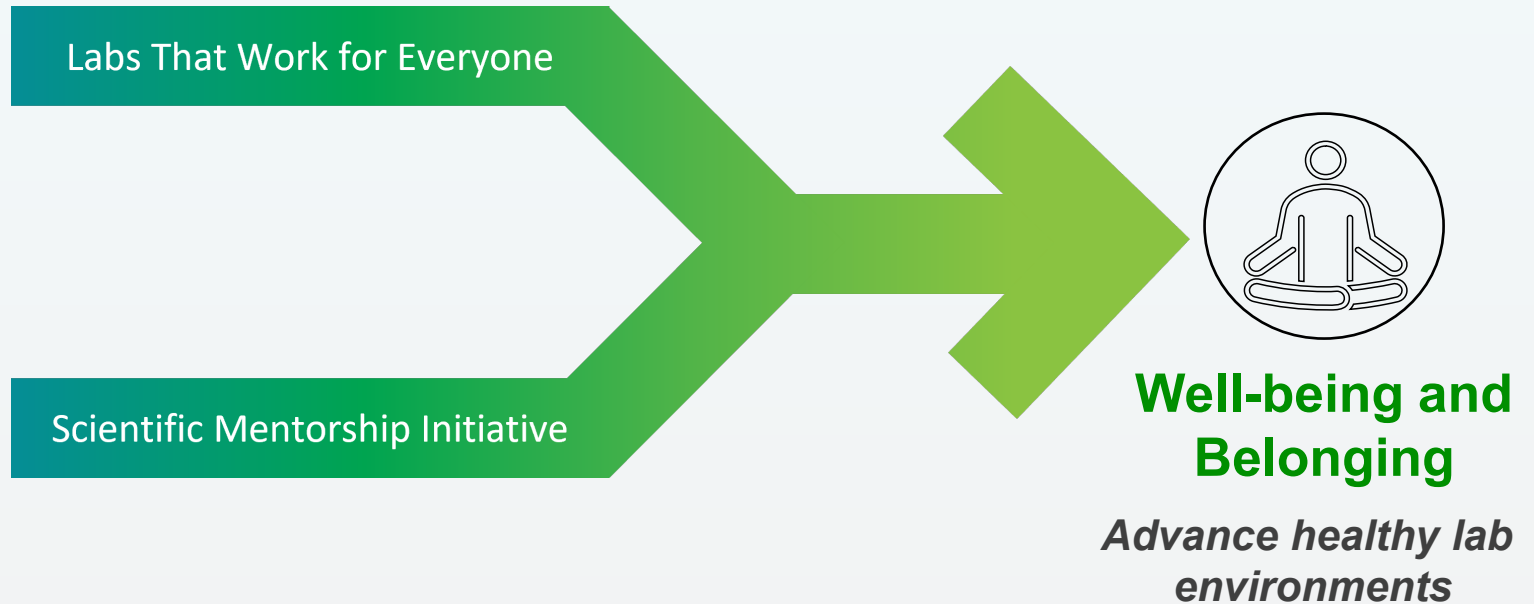 Labs That Work for Everyone
Scientific Mentorship Initiative
Well-being and
Belonging
Advance healthy lab
environments